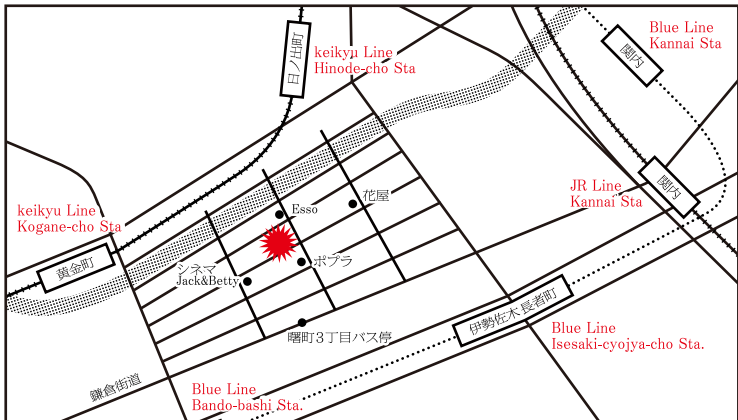 Blue Line
Kannai Sta
関内
keikyu Line
Hinode-cho Sta
日ノ出町
JR Line
Kannai Sta
関内
花屋
Esso
keikyu Line
Kogane-cho Sta
黄金町
ポプラ
シネマ
Jack&Betty
伊勢佐木長者町
曙町3丁目バス停
Blue Line
Isesaki-cyojya-cho Sta.
鎌倉街道
Blue Line
Bando-bashi Sta.